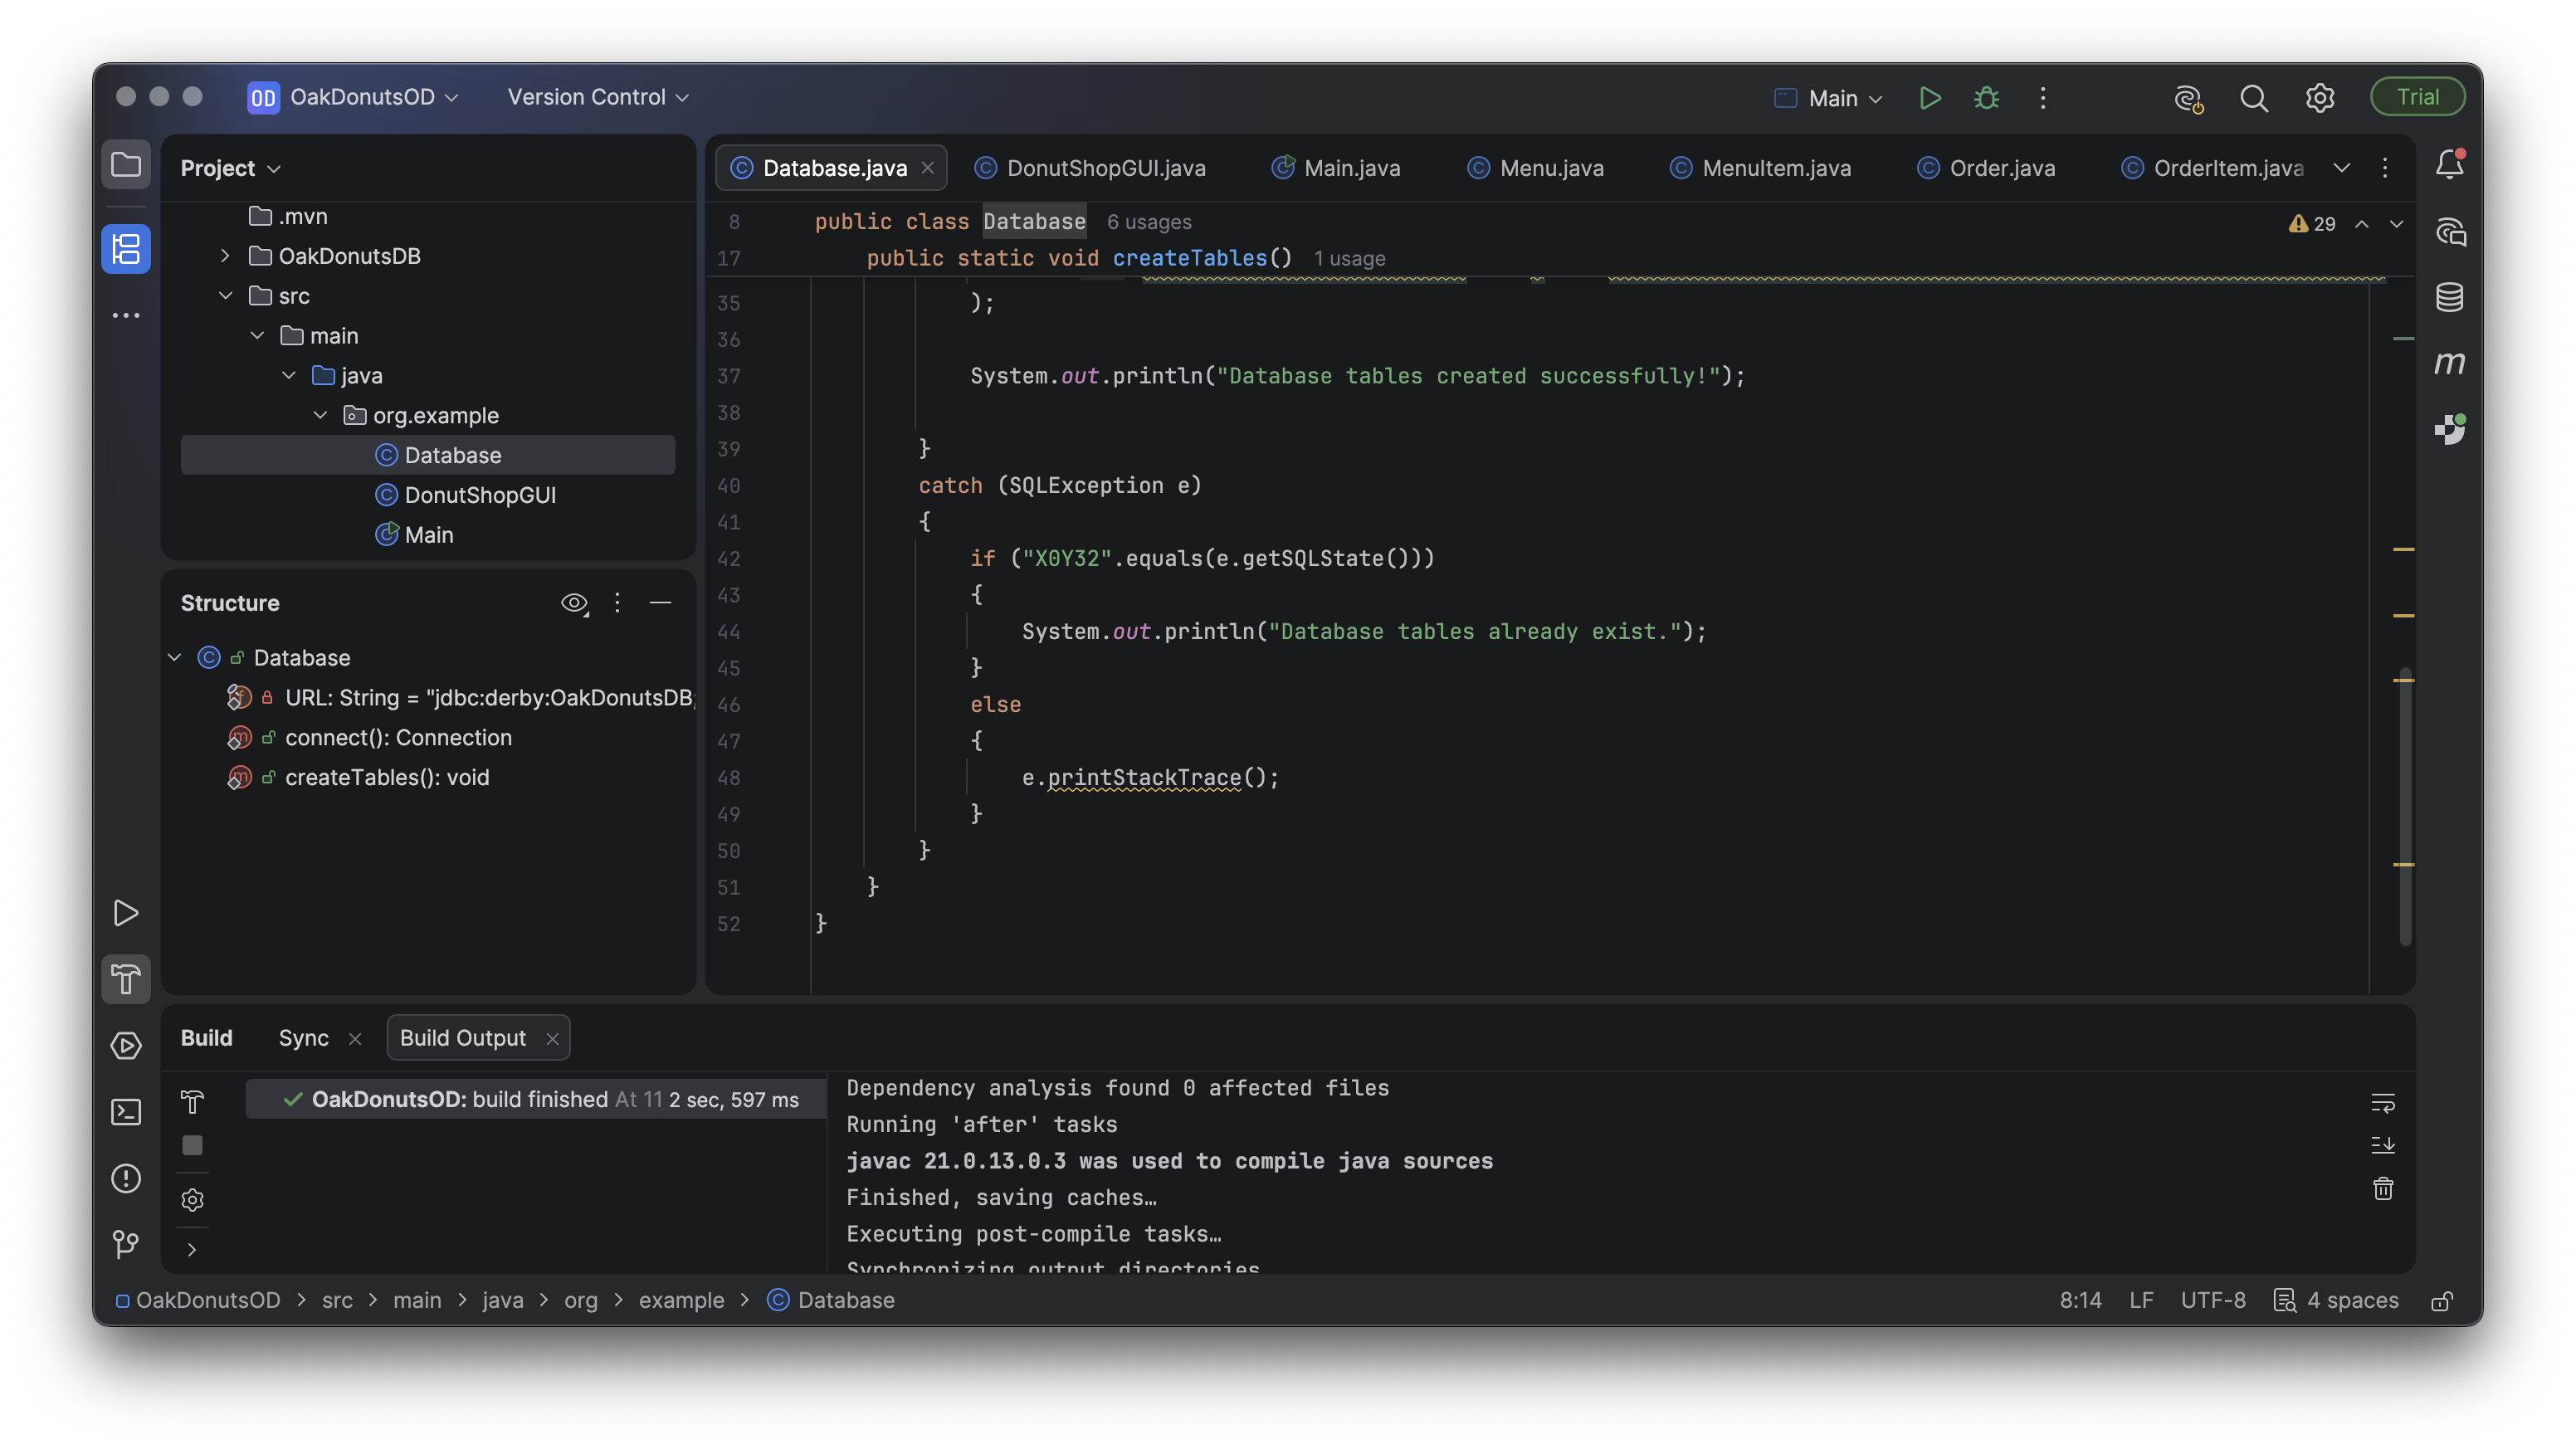 OD OakDonutsOD Version Control Main Trial
Project
.mvn
OakDonutsDB
src
main
java
org.example
Database
DonutShopGUI
Main
Structure
Database
URL: String = "jdbc:derby:OakDonutsDB;
connect(): Connection
createTables(): void
Database.java DonutShopGUI.java Main.java Menu.java MenuItem.java Order.java OrderItem.java
8 public class Database 6 usages 29
17 public static void createTables() 1 usage
35 );
36
37 System.out.println("Database tables created successfully!");
38
39 }
40 catch (SQLException e)
41 {
42 if ("X0Y32".equals(e.getSQLState()))
43 {
44 System.out.println("Database tables already exist.");
45 }
46 else
47 {
48 e.printStackTrace();
49 }
50 }
51 }
52 }
m
Build Sync Build Output
OakDonutsOD: build finished At 11 2 sec, 597 ms
Dependency analysis found 0 affected files
Running 'after' tasks
javac 21.0.13.0.3 was used to compile java sources
Finished, saving caches…
Executing post-compile tasks…
Synchronizing output directories
OakDonutsOD > src > main > java > org > example > Database 8:14 LF UTF-8 4 spaces